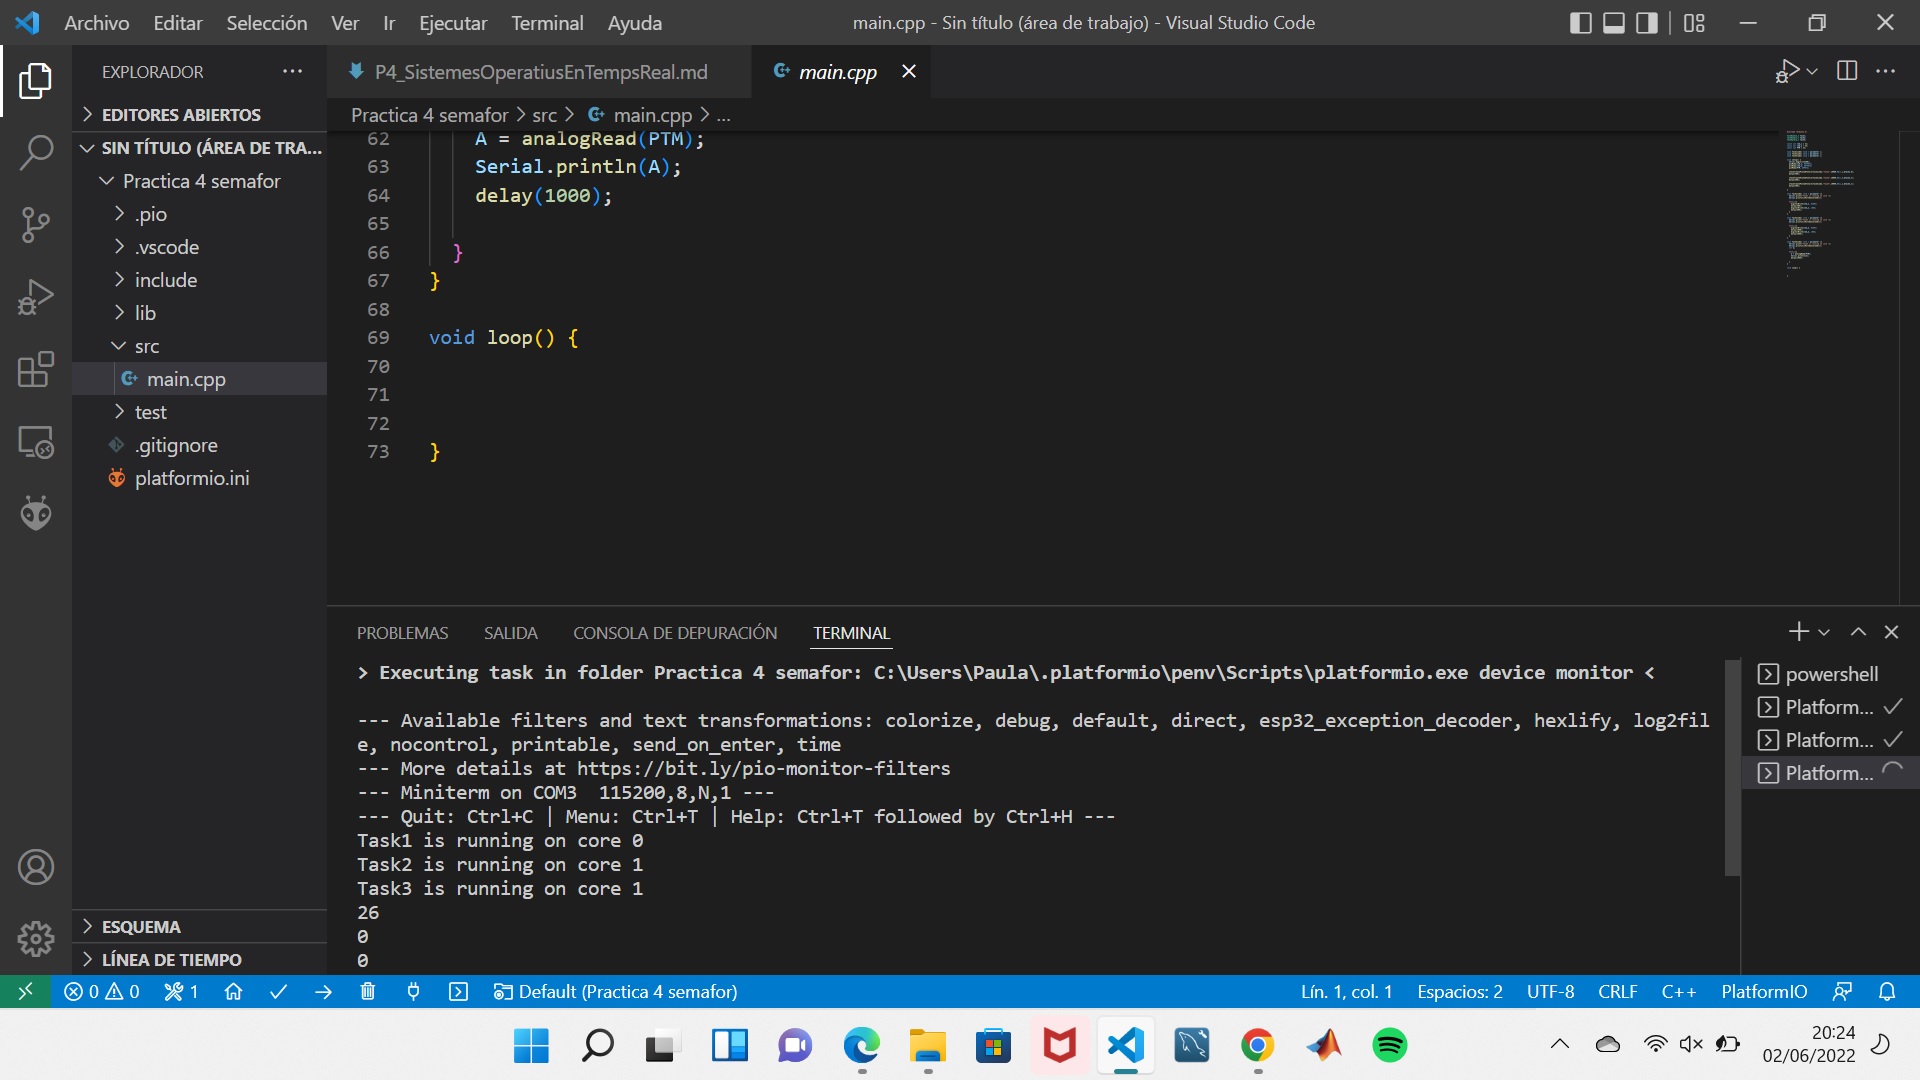 Archivo Editar Selección Ver Ir Ejecutar Terminal Ayuda
main.cpp - Sin título (área de trabajo) - Visual Studio Code
EXPLORADOR
EDITORES ABIERTOS
SIN TÍTULO (ÁREA DE TRA...
Practica 4 semafor
.pio
.vscode
include
lib
src
main.cpp
test
.gitignore
platformio.ini
ESQUEMA
LÍNEA DE TIEMPO
P4_SistemesOperatiusEnTempsReal.md
main.cpp
Practica 4 semafor > src > main.cpp > ...
62 A = analogRead(PTM);
63 Serial.println(A);
64 delay(1000);
65
66 }
67 }
68
69 void loop() {
70
71
72
73 }
PROBLEMAS SALIDA CONSOLA DE DEPURACIÓN TERMINAL
> Executing task in folder Practica 4 semafor: C:\Users\Paula\.platformio\penv\Scripts\platformio.exe device monitor <
--- Available filters and text transformations: colorize, debug, default, direct, esp32_exception_decoder, hexlify, log2fil
e, nocontrol, printable, send_on_enter, time
--- More details at https://bit.ly/pio-monitor-filters
--- Miniterm on COM3  115200,8,N,1 ---
--- Quit: Ctrl+C | Menu: Ctrl+T | Help: Ctrl+T followed by Ctrl+H ---
Task1 is running on core 0
Task2 is running on core 1
Task3 is running on core 1
26
0
0
powershell
Platform...
Platform...
Platform...
0 0 1 Default (Practica 4 semafor)
Lín. 1, col. 1 Espacios: 2 UTF-8 CRLF C++ PlatformIO
20:24
02/06/2022